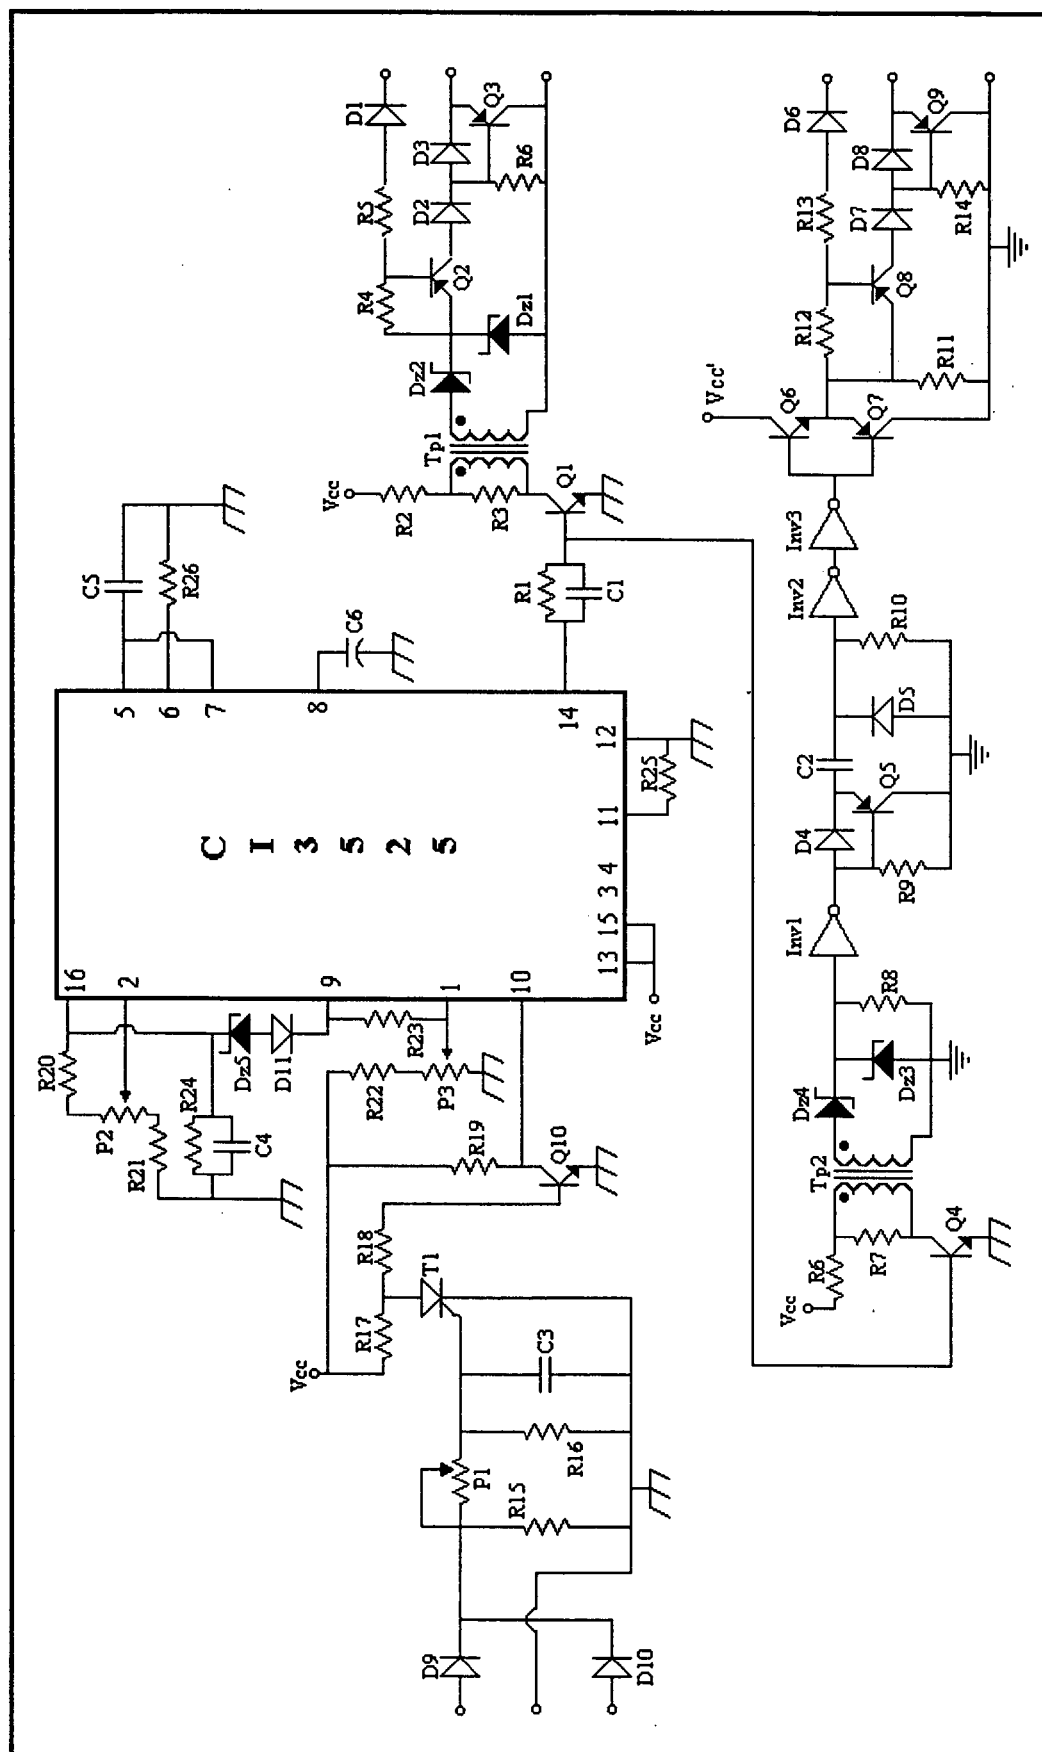 D1
R5
R4
D3
D2
Q3
R6
Q2
Dz1
Dz2
Tp1
Vcc
R2
R3
Q1
R1
C1
C5
R26
C6
5
6
7
8
14
12
11
4
3
15
13
10
1
9
2
16
C I 3 5 2 5
R25
Vcc
R20
P2
R21
R24
C4
Dz5
D11
R23
R22
P3
R19
Q10
R18
R17
T1
Vcc
C3
R16
P1
R15
D9
D10
D6
R13
R12
D8
D7
Q9
R14
Q8
R11
Vcc'
Q6
Q7
Inv3
Inv2
R10
D5
C2
Q5
D4
R9
Inv1
R8
Dz3
Dz4
Tp2
Vcc
R6
R7
Q4